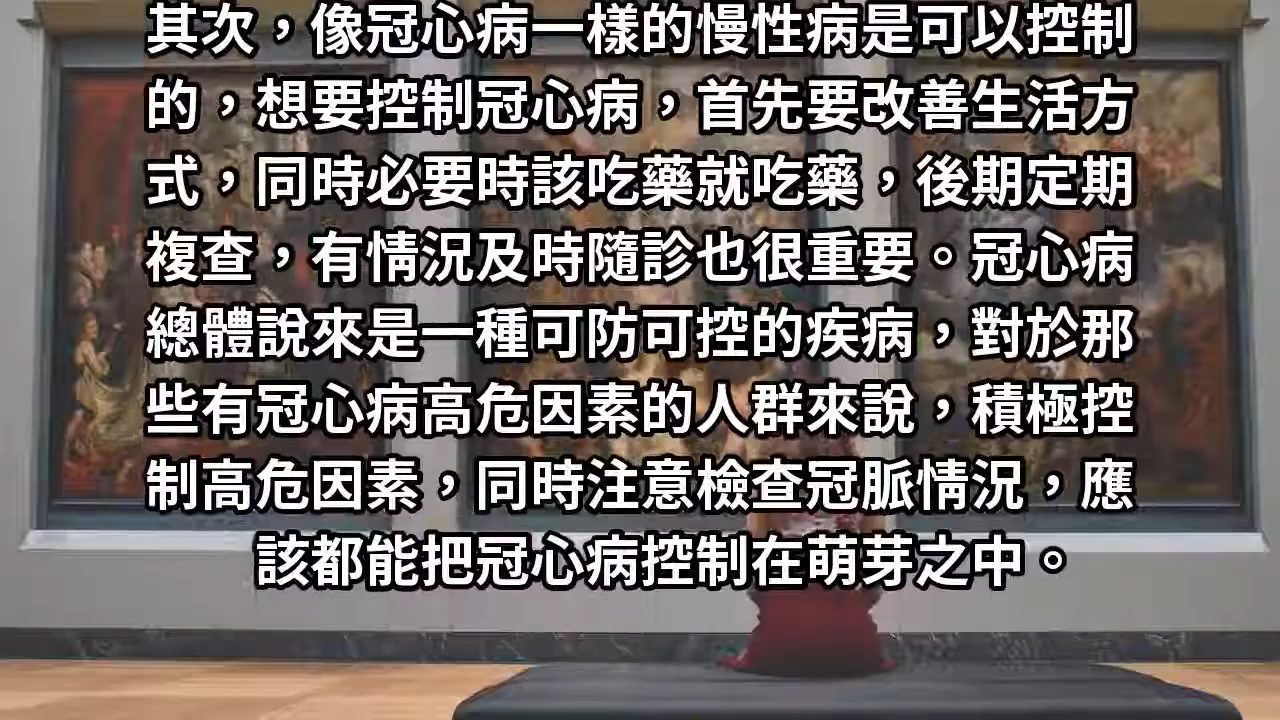 其次，像冠心病一樣的慢性病是可以控制
的，想要控制冠心病，首先要改善生活方
式，同時必要時該吃藥就吃藥，後期定期
複查，有情況及時隨診也很重要。冠心病
總體說來是一種可防可控的疾病，對於那
些有冠心病高危因素的人群來說，積極控
制高危因素，同時注意檢查冠脈情況，應
該都能把冠心病控制在萌芽之中。